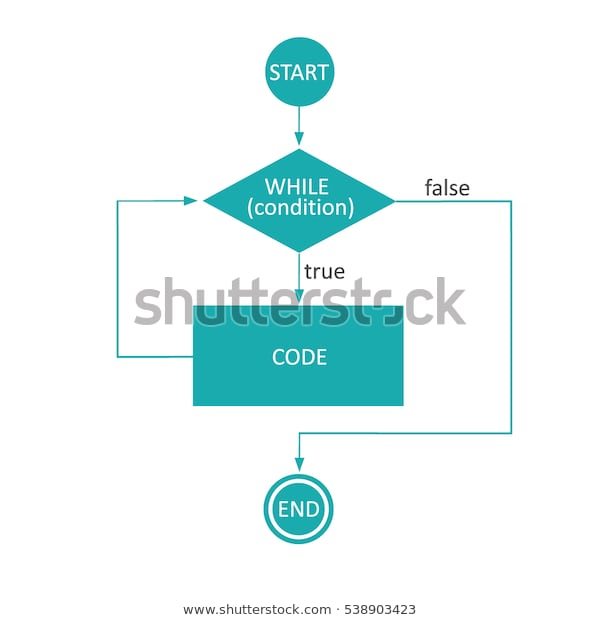 START
WHILE
(condition)
false
true
shutterstock
CODE
END
www.shutterstock.com · 538903423